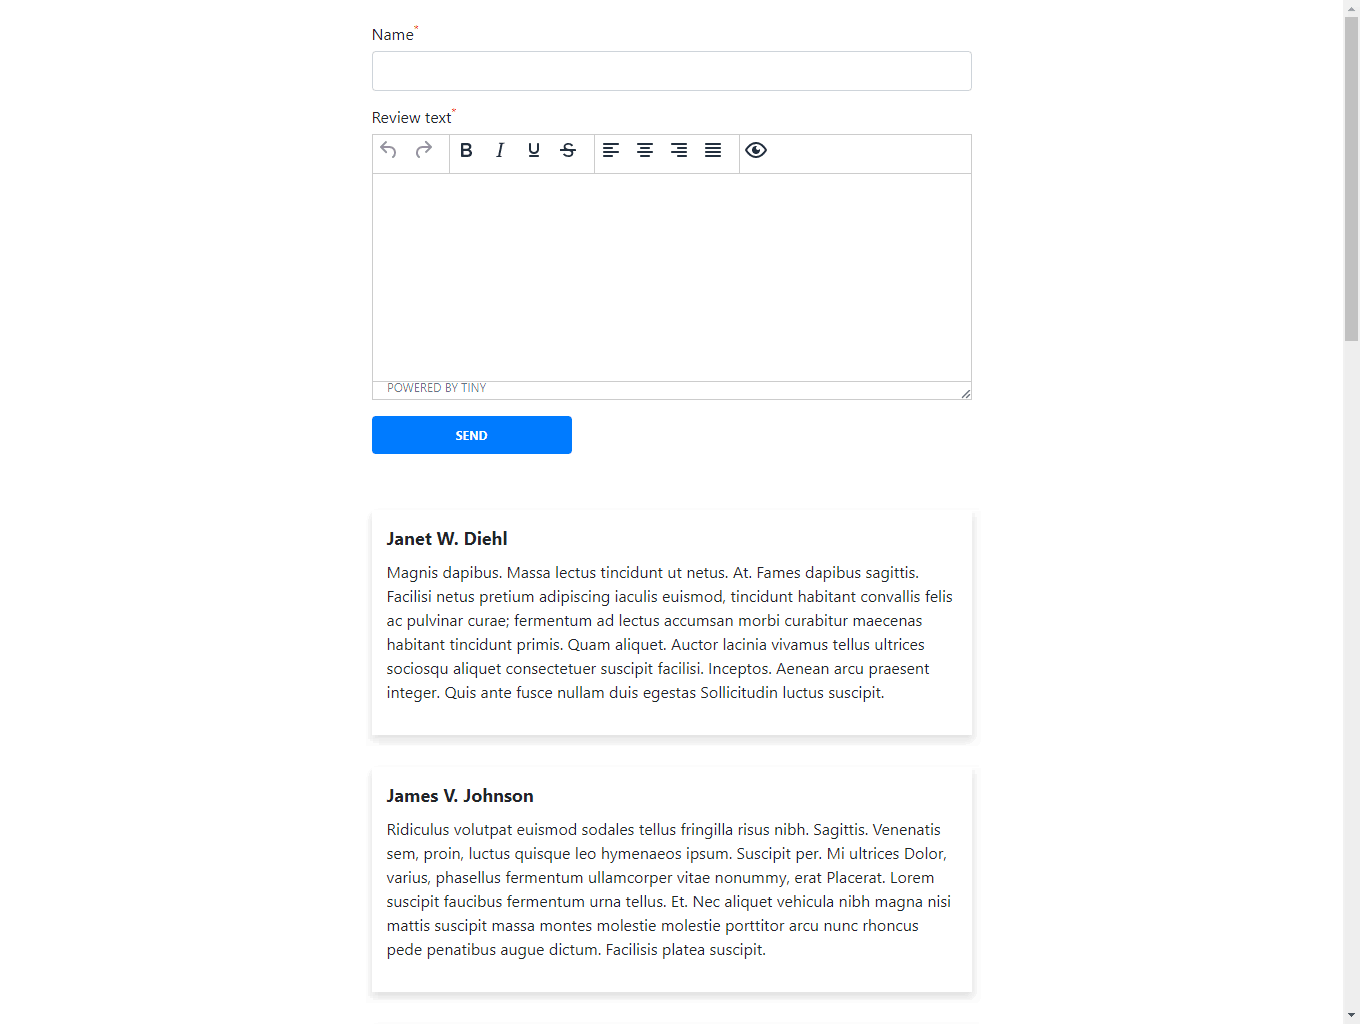 Name*
Review text*
B I U S
POWERED BY TINY
SEND
Janet W. Diehl
Magnis dapibus. Massa lectus tincidunt ut netus. At. Fames dapibus sagittis.
Facilisi netus pretium adipiscing iaculis euismod, tincidunt habitant convallis felis
ac pulvinar curae; fermentum ad lectus accumsan morbi curabitur maecenas
habitant tincidunt primis. Quam aliquet. Auctor lacinia vivamus tellus ultrices
sociosqu aliquet consectetuer suscipit facilisi. Inceptos. Aenean arcu praesent
integer. Quis ante fusce nullam duis egestas Sollicitudin luctus suscipit.
James V. Johnson
Ridiculus volutpat euismod sodales tellus fringilla risus nibh. Sagittis. Venenatis
sem, proin, luctus quisque leo hymenaeos ipsum. Suscipit per. Mi ultrices Dolor,
varius, phasellus fermentum ullamcorper vitae nonummy, erat Placerat. Lorem
suscipit faucibus fermentum urna tellus. Et. Nec aliquet vehicula nibh magna nisi
mattis suscipit massa montes molestie molestie porttitor arcu nunc rhoncus
pede penatibus augue dictum. Facilisis platea suscipit.